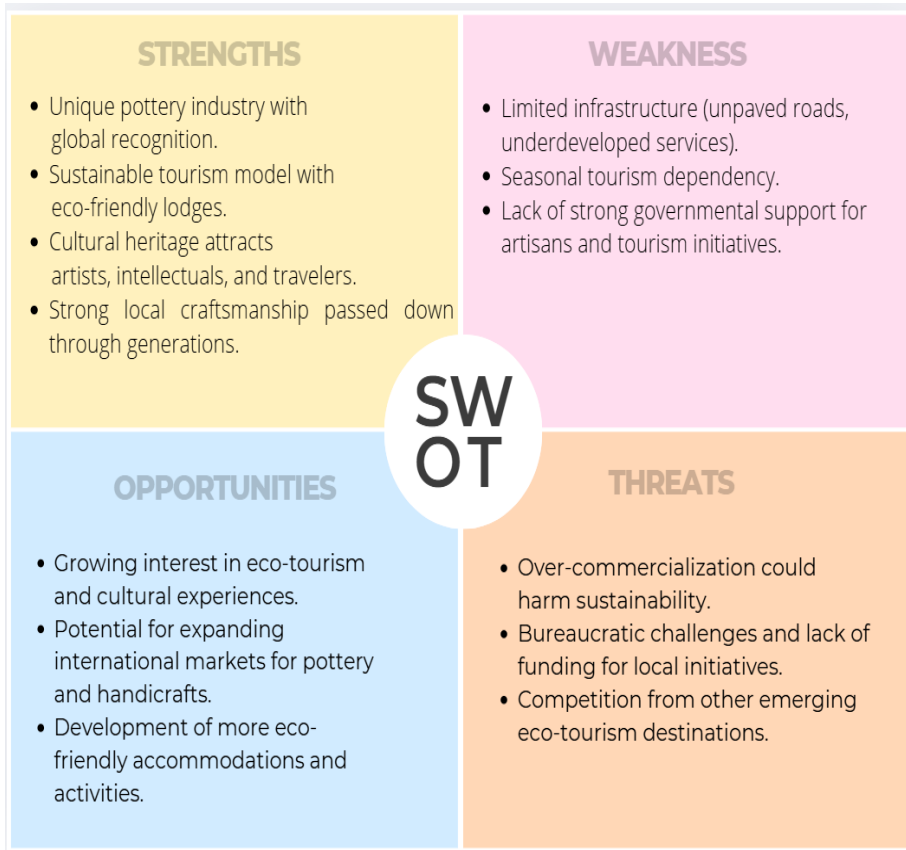 STRENGTHS
• Unique pottery industry with
global recognition.
• Sustainable tourism model with
eco-friendly lodges.
• Cultural heritage attracts
artists, intellectuals, and travelers.
• Strong local craftsmanship passed down
through generations.
WEAKNESS
• Limited infrastructure (unpaved roads,
underdeveloped services).
• Seasonal tourism dependency.
• Lack of strong governmental support for
artisans and tourism initiatives.
SW
OT
OPPORTUNITIES
• Growing interest in eco-tourism
and cultural experiences.
• Potential for expanding
international markets for pottery
and handicrafts.
• Development of more eco-
friendly accommodations and
activities.
THREATS
• Over-commercialization could
harm sustainability.
• Bureaucratic challenges and lack of
funding for local initiatives.
• Competition from other emerging
eco-tourism destinations.